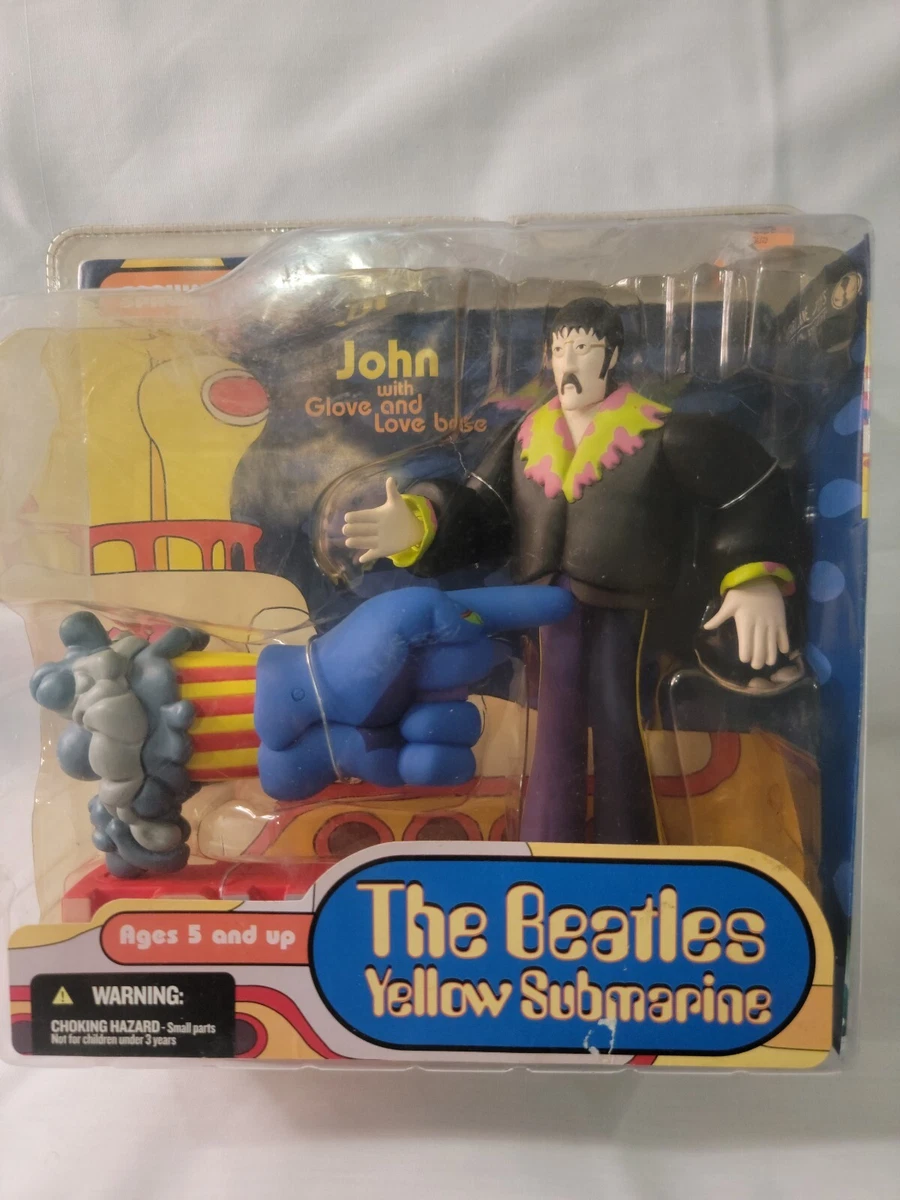 John
with
Glove and
Love base
The Beatles
Yellow Submarine
Ages 5 and up
WARNING:
CHOKING HAZARD - Small parts
Not for children under 3 years